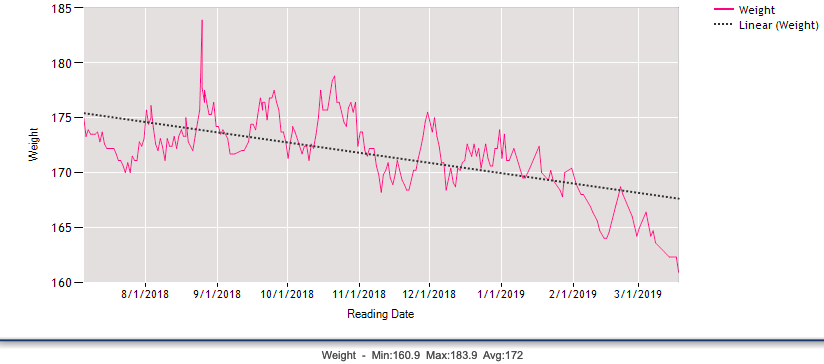 185
Weight
Linear (Weight)
180
175
Weight
170
165
160
8/1/2018 9/1/2018 10/1/2018 11/1/2018 12/1/2018 1/1/2019 2/1/2019 3/1/2019
Reading Date
Weight - Min:160.9 Max:183.9 Avg:172